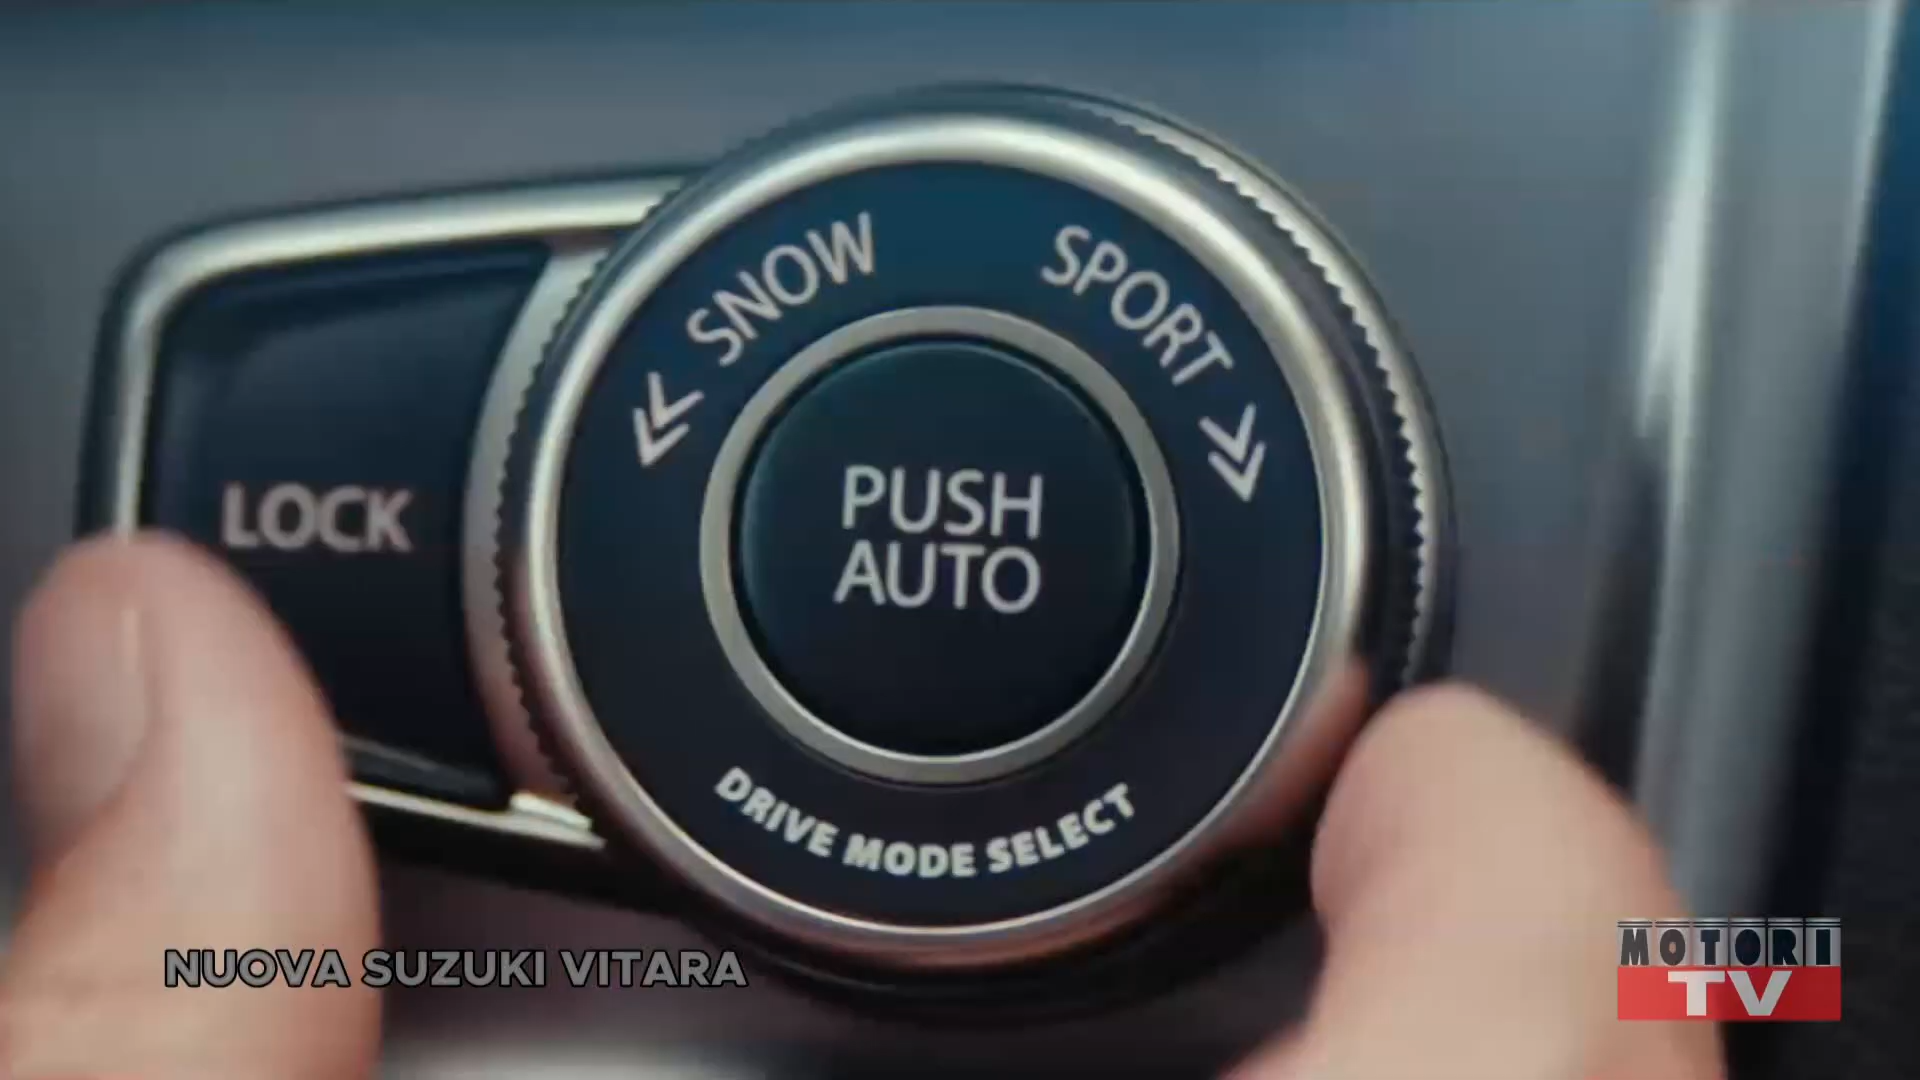 SNOW
SPORT
LOCK
PUSH
AUTO
DRIVE MODE SELECT
NUOVA SUZUKI VITARA
MOTORI
TV